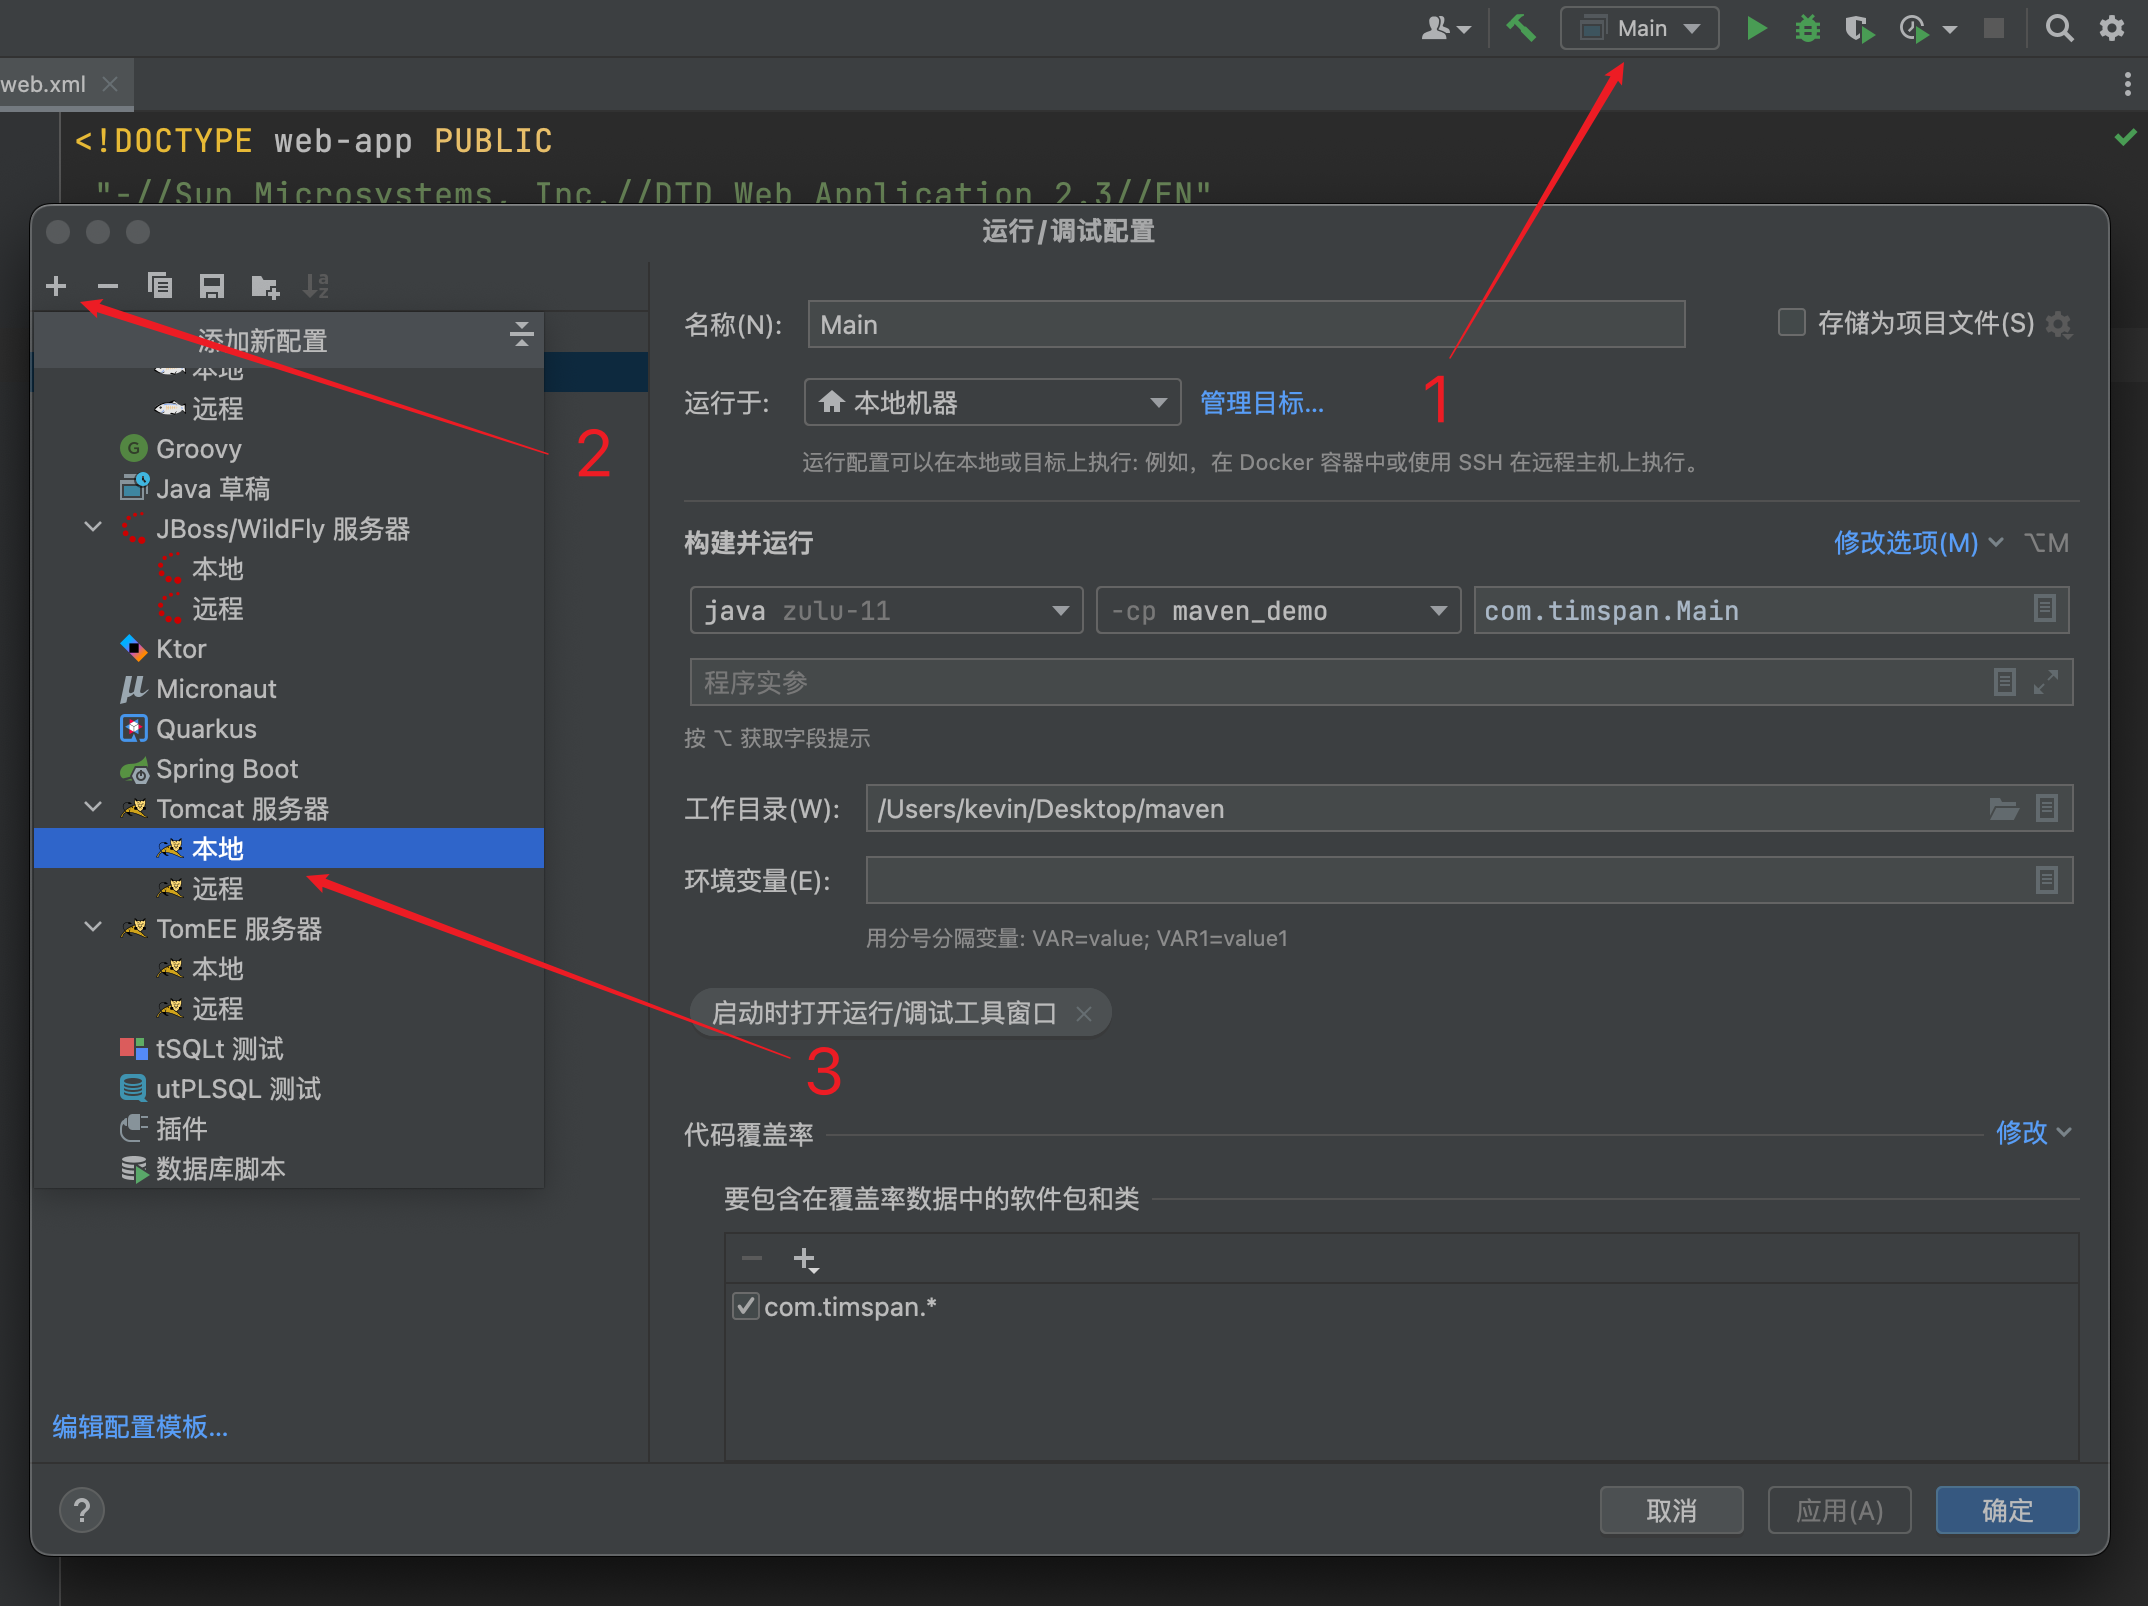 Main
web.xml
<!DOCTYPE web-app PUBLIC
"-//Sun Microsystems, Inc.//DTD Web Application 2.3//EN"
运行/调试配置
添加新配置
本地
远程
Groovy
Java 草稿
JBoss/WildFly 服务器
本地
远程
Ktor
Micronaut
Quarkus
Spring Boot
Tomcat 服务器
本地
远程
TomEE 服务器
本地
远程
tSQLt 测试
utPLSQL 测试
插件
数据库脚本
编辑配置模板...
1
2
3
名称(N): Main 存储为项目文件(S)
运行于: 本地机器 管理目标...
运行配置可以在本地或目标上执行: 例如，在 Docker 容器中或使用 SSH 在远程主机上执行。
构建并运行 修改选项(M) ⌥M
java zulu-11 -cp maven_demo com.timspan.Main
程序实参
按 ⌥ 获取字段提示
工作目录(W): /Users/kevin/Desktop/maven
环境变量(E):
用分号分隔变量: VAR=value; VAR1=value1
启动时打开运行/调试工具窗口
代码覆盖率 修改
要包含在覆盖率数据中的软件包和类
com.timspan.*
? 取消 应用(A) 确定